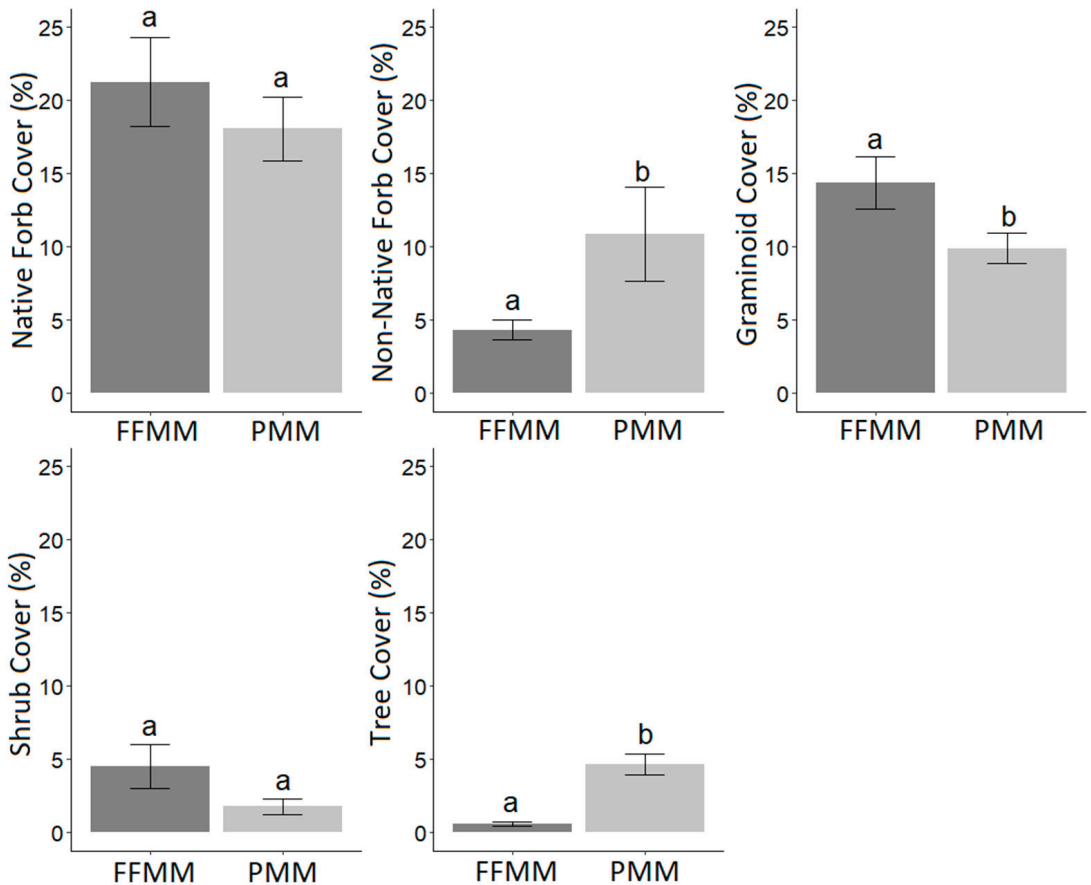 Native Forb Cover (%)
25
20
15
10
5
0
a
a
FFMM PMM
Non-Native Forb Cover (%)
25
20
15
10
5
0
a
b
FFMM PMM
Graminoid Cover (%)
25
20
15
10
5
0
a
b
FFMM PMM
Shrub Cover (%)
25
20
15
10
5
0
a
a
FFMM PMM
Tree Cover (%)
25
20
15
10
5
0
a
b
FFMM PMM